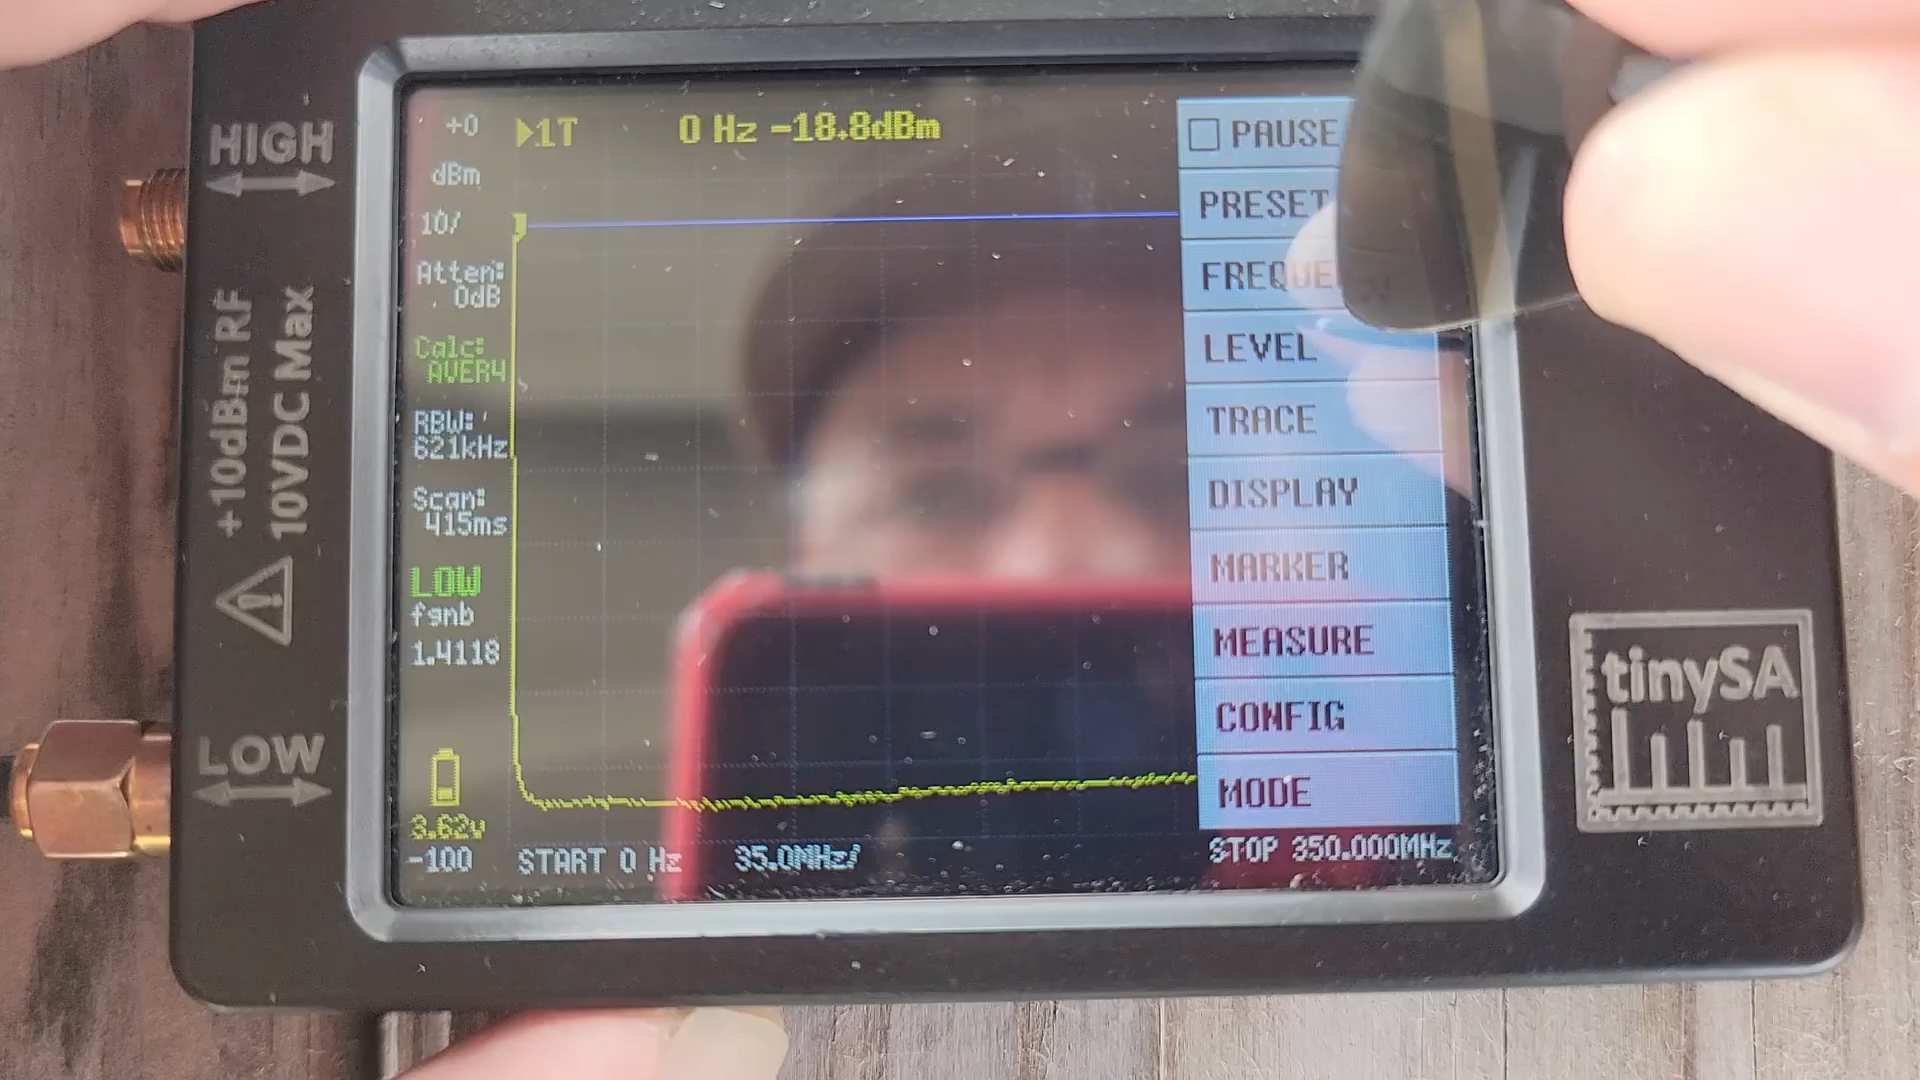 HIGH
+10dBm RF
10VDC Max
LOW
+0
dBm
10/
Atten:
0dB
Calc:
AVER4
RBW:
621kHz
Scan:
415ms
LOW
fgnb
1.4118
3.62v
-100
1T 0 Hz -18.8dBm
START 0 Hz 35.0MHz/ STOP 350.000MHz
PAUSE
PRESET
FREQUENCY
LEVEL
TRACE
DISPLAY
MARKER
MEASURE
CONFIG
MODE
tinySA